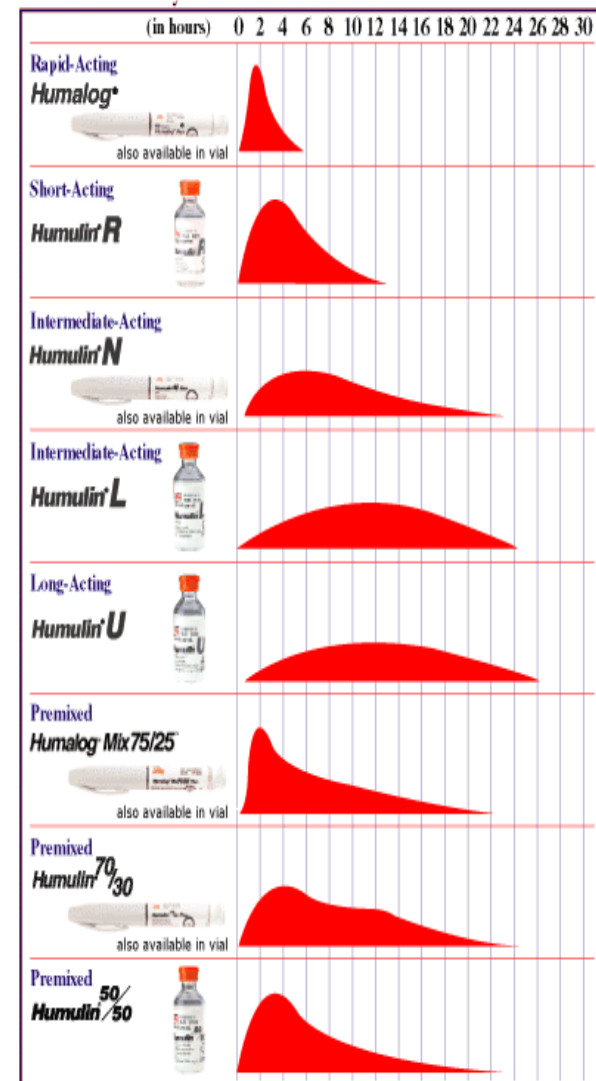 (in hours) 0 2 4 6 8 10 12 14 16 18 20 22 24 26 28 30
Rapid-Acting
Humalog
also available in vial
Short-Acting
Humulin R
Intermediate-Acting
Humulin N
also available in vial
Intermediate-Acting
Humulin L
Long-Acting
Humulin U
Premixed
Humalog Mix 75/25
also available in vial
Premixed
Humulin 70/30
also available in vial
Premixed
Humulin 50/50